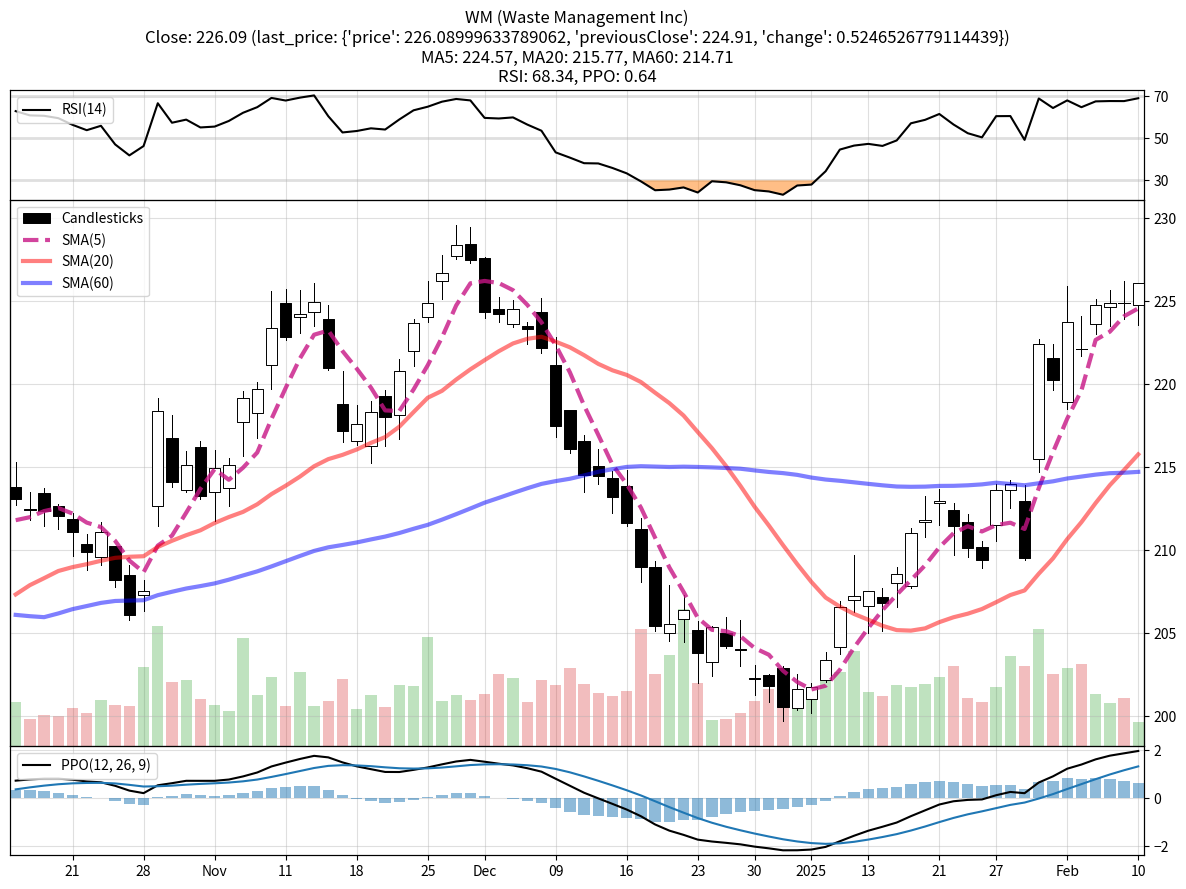 WM (Waste Management Inc)
Close: 226.09 (last_price: {'price': 226.08999633789062, 'previousClose': 224.91, 'change': 0.5246526779114439})
MA5: 224.57, MA20: 215.77, MA60: 214.71
RSI: 68.34, PPO: 0.64
RSI(14)
70
50
30
Candlesticks
SMA(5)
SMA(20)
SMA(60)
230
225
220
215
210
205
200
PPO(12, 26, 9)
2
0
−2
21 28 Nov 11 18 25 Dec 09 16 23 30 2025 13 21 27 Feb 10